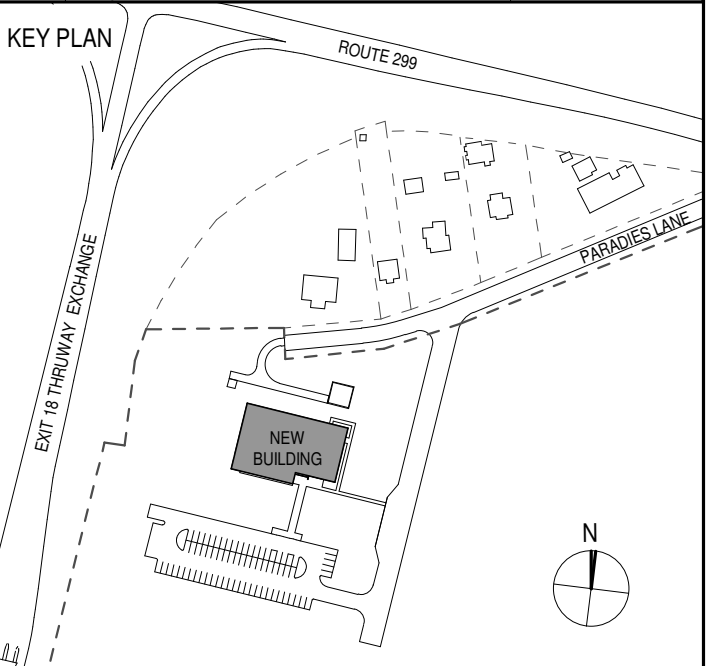 KEY PLAN
ROUTE 299
PARADIES LANE
EXIT 18 THRUWAY EXCHANGE
NEW
BUILDING
N